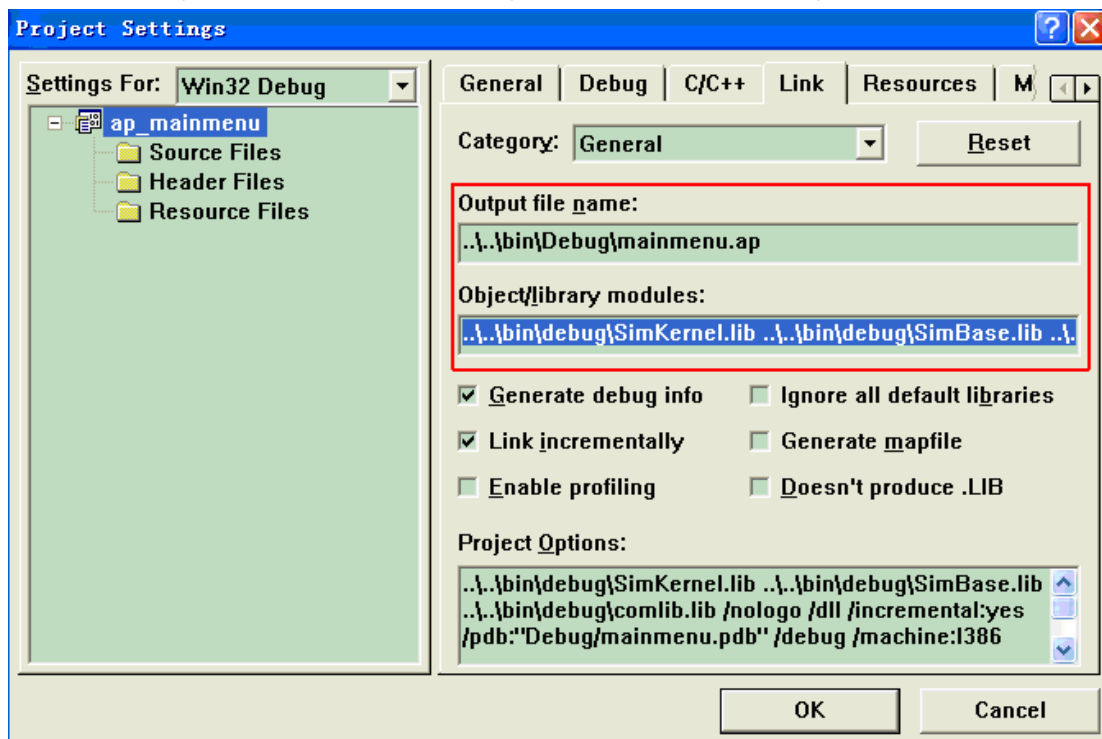 Project Settings
Settings For: Win32 Debug
ap_mainmenu
Source Files
Header Files
Resource Files
General Debug C/C++ Link Resources M
Category: General Reset
Output file name:
..\..\bin\Debug\mainmenu.ap
Object/library modules:
..\..\bin\debug\SimKernel.lib ..\..\bin\debug\SimBase.lib ..\.
Generate debug info Ignore all default libraries
Link incrementally Generate mapfile
Enable profiling Doesn't produce .LIB
Project Options:
..\..\bin\debug\SimKernel.lib ..\..\bin\debug\SimBase.lib
..\..\bin\debug\comlib.lib /nologo /dll /incremental:yes
/pdb:"Debug/mainmenu.pdb" /debug /machine:I386
OK Cancel